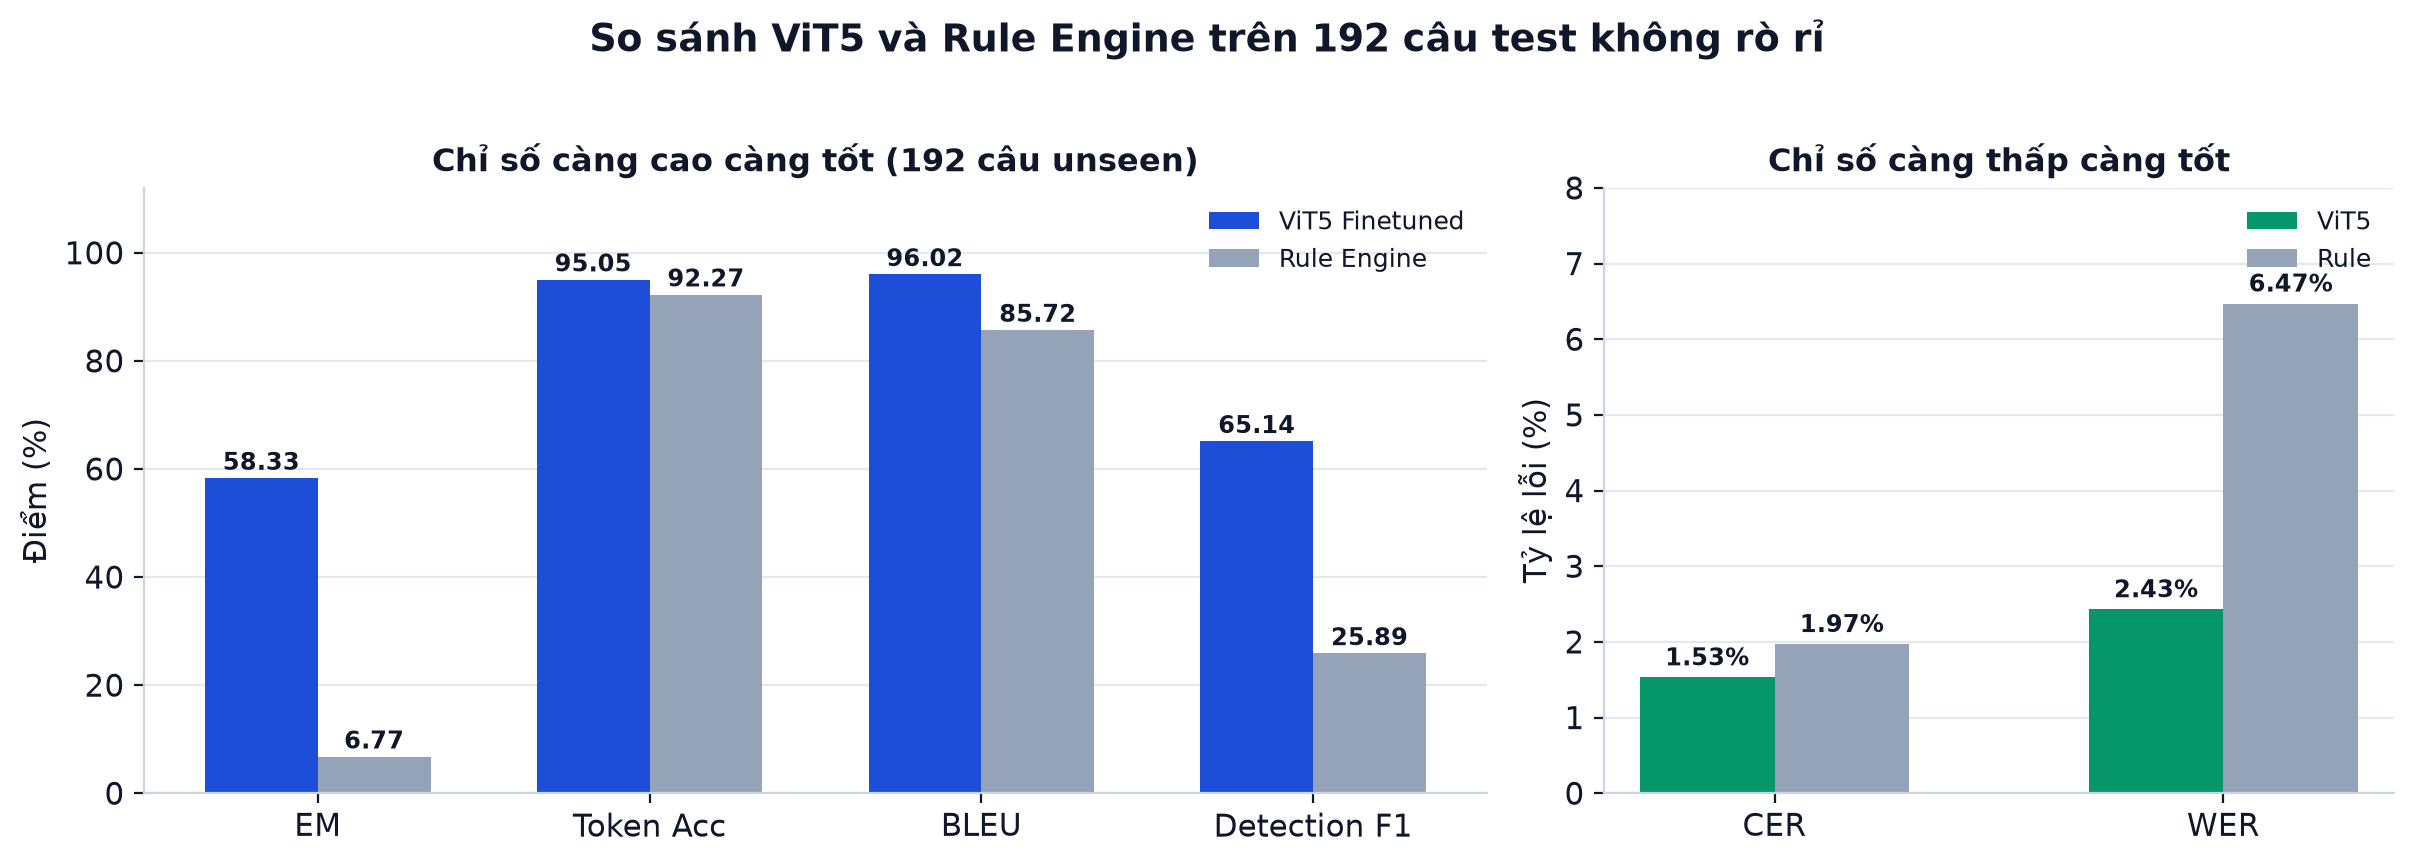 So sánh ViT5 và Rule Engine trên 192 câu test không rò rỉ
Chỉ số càng cao càng tốt (192 câu unseen)
ViT5 Finetuned
Rule Engine
Điểm (%)
100
80
60
40
20
0
58.33
6.77
95.05
92.27
96.02
85.72
65.14
25.89
EM
Token Acc
BLEU
Detection F1
Chỉ số càng thấp càng tốt
ViT5
Rule
Tỷ lệ lỗi (%)
8
7
6
5
4
3
2
1
0
1.53%
1.97%
2.43%
6.47%
CER
WER